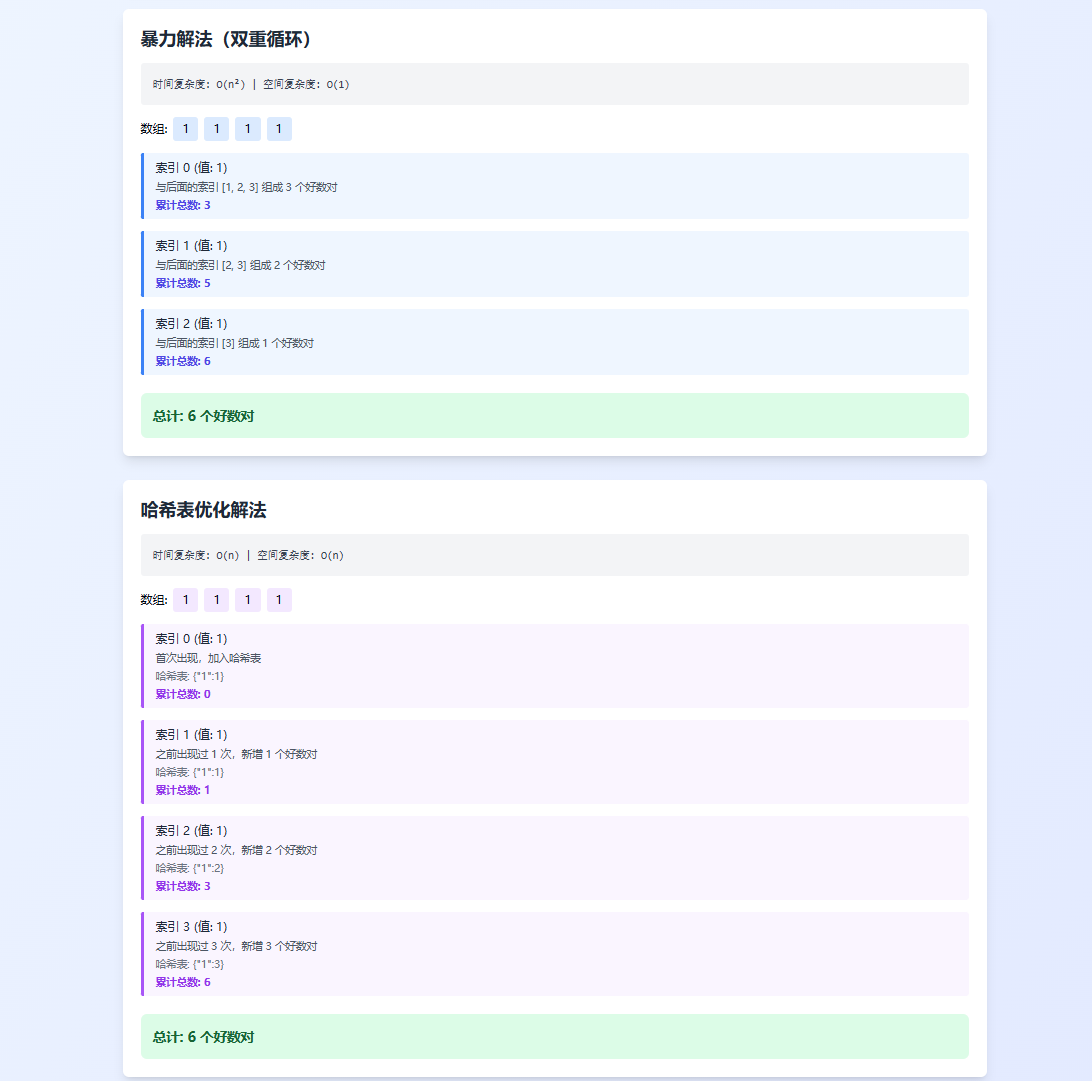 暴力解法（双重循环）
时间复杂度: O(n²) | 空间复杂度: O(1)
数组: 1 1 1 1
索引 0 (值: 1)
与后面的索引 [1, 2, 3] 组成 3 个好数对
累计总数: 3
索引 1 (值: 1)
与后面的索引 [2, 3] 组成 2 个好数对
累计总数: 5
索引 2 (值: 1)
与后面的索引 [3] 组成 1 个好数对
累计总数: 6
总计: 6 个好数对
哈希表优化解法
时间复杂度: O(n) | 空间复杂度: O(n)
数组: 1 1 1 1
索引 0 (值: 1)
首次出现，加入哈希表
哈希表: {"1":1}
累计总数: 0
索引 1 (值: 1)
之前出现过 1 次，新增 1 个好数对
哈希表: {"1":1}
累计总数: 1
索引 2 (值: 1)
之前出现过 2 次，新增 2 个好数对
哈希表: {"1":2}
累计总数: 3
索引 3 (值: 1)
之前出现过 3 次，新增 3 个好数对
哈希表: {"1":3}
累计总数: 6
总计: 6 个好数对